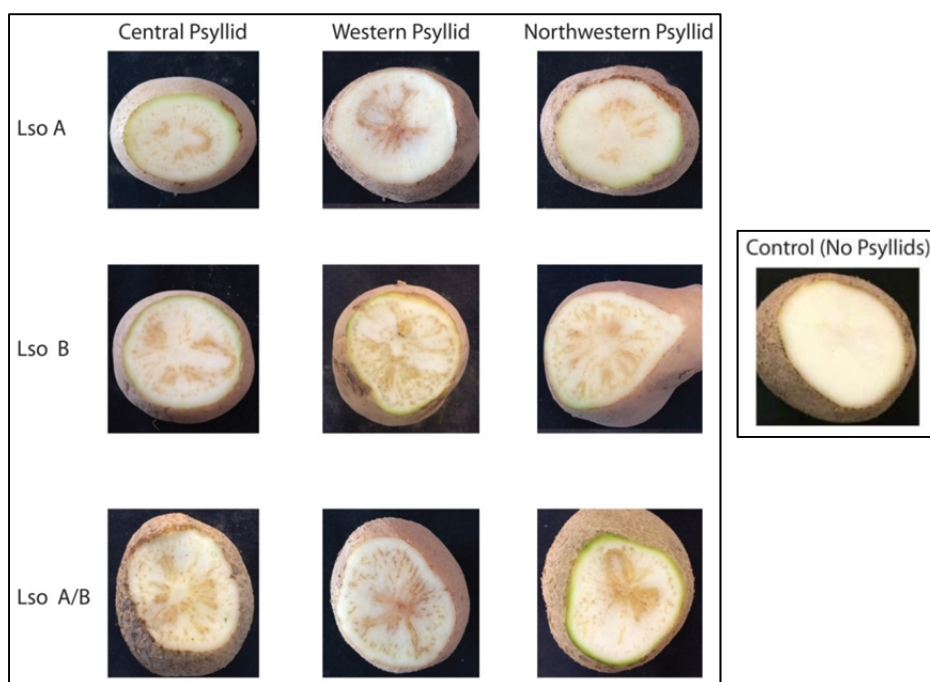 Central Psyllid Western Psyllid Northwestern Psyllid
Lso A
Control (No Psyllids)
Lso B
Lso A/B